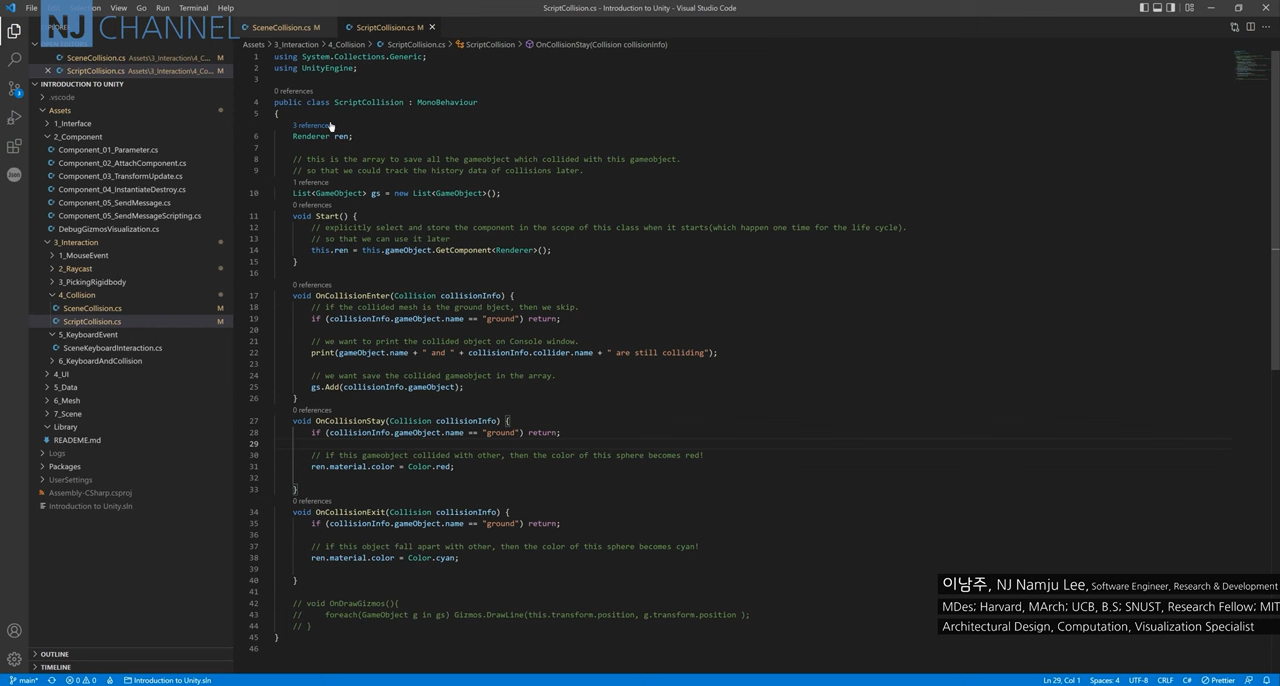 File Edit Selection View Go Run Terminal Help
ScriptCollision.cs - Introduction to Unity - Visual Studio Code
NJ CHANNEL
SceneCollision.cs M
ScriptCollision.cs M
Assets > 3_Interaction > 4_Collision > ScriptCollision.cs > ScriptCollision > OnCollisionStay(Collision collisionInfo)
SceneCollision.cs Assets\3_Interaction\4_C... M
ScriptCollision.cs Assets\3_Interaction\4_Co... M
INTRODUCTION TO UNITY
.vscode
Assets
1_Interface
2_Component
Component_01_Parameter.cs
Component_02_AttachComponent.cs
Component_03_TransformUpdate.cs
Component_04_InstantiateDestroy.cs
Component_05_SendMessage.cs
Component_05_SendMessageScripting.cs
DebugGizmosVisualization.cs
3_Interaction
1_MouseEvent
2_Raycast
3_PickingRigidbody
4_Collision
SceneCollision.cs M
ScriptCollision.cs M
5_KeyboardEvent
SceneKeyboardInteraction.cs
6_KeyboardAndCollision
4_UI
5_Data
6_Mesh
7_Scene
Library
README.md
Logs
Packages
UserSettings
Assembly-CSharp.csproj
Introduction to Unity.sln
OUTLINE
TIMELINE
1 using System.Collections.Generic;
2 using UnityEngine;
3
0 references
4 public class ScriptCollision : MonoBehaviour
5 {
3 references
6 Renderer ren;
7
8 // this is the array to save all the gameobject which collided with this gameobject.
9 // so that we could track the history data of collisions later.
1 reference
10 List<GameObject> gs = new List<GameObject>();
0 references
11 void Start() {
12 // explicitly select and store the component in the scope of this class when it starts(which happen one time for the life cycle).
13 // so that we can use it later
14 this.ren = this.gameObject.GetComponent<Renderer>();
15 }
16
0 references
17 void OnCollisionEnter(Collision collisionInfo) {
18 // if the collided mesh is the ground bject, then we skip.
19 if (collisionInfo.gameObject.name == "ground") return;
20
21 // we want to print the collided object on Console window.
22 print(gameObject.name + " and " + collisionInfo.collider.name + " are still colliding");
23
24 // we want save the collided gameobject in the array.
25 gs.Add(collisionInfo.gameObject);
26 }
0 references
27 void OnCollisionStay(Collision collisionInfo) {
28 if (collisionInfo.gameObject.name == "ground") return;
29
30 // if this gameobject collided with other, then the color of this sphere becomes red!
31 ren.material.color = Color.red;
32
33 }
0 references
34 void OnCollisionExit(Collision collisionInfo) {
35 if (collisionInfo.gameObject.name == "ground") return;
36
37 // if this object fall apart with other, then the color of this sphere becomes cyan!
38 ren.material.color = Color.cyan;
39
40 }
41
42 // void OnDrawGizmos(){
43 // foreach(GameObject g in gs) Gizmos.DrawLine(this.transform.position, g.transform.position );
44 // }
45 }
46
이남주, NJ Namju Lee, Software Engineer, Research & Development
MDes; Harvard, MArch; UCB, B.S; SNUST, Research Fellow; MIT
Architectural Design, Computation, Visualization Specialist
main* 0 0 Introduction to Unity.sln
Ln 29, Col 1 Spaces: 4 UTF-8 CRLF C# Prettier